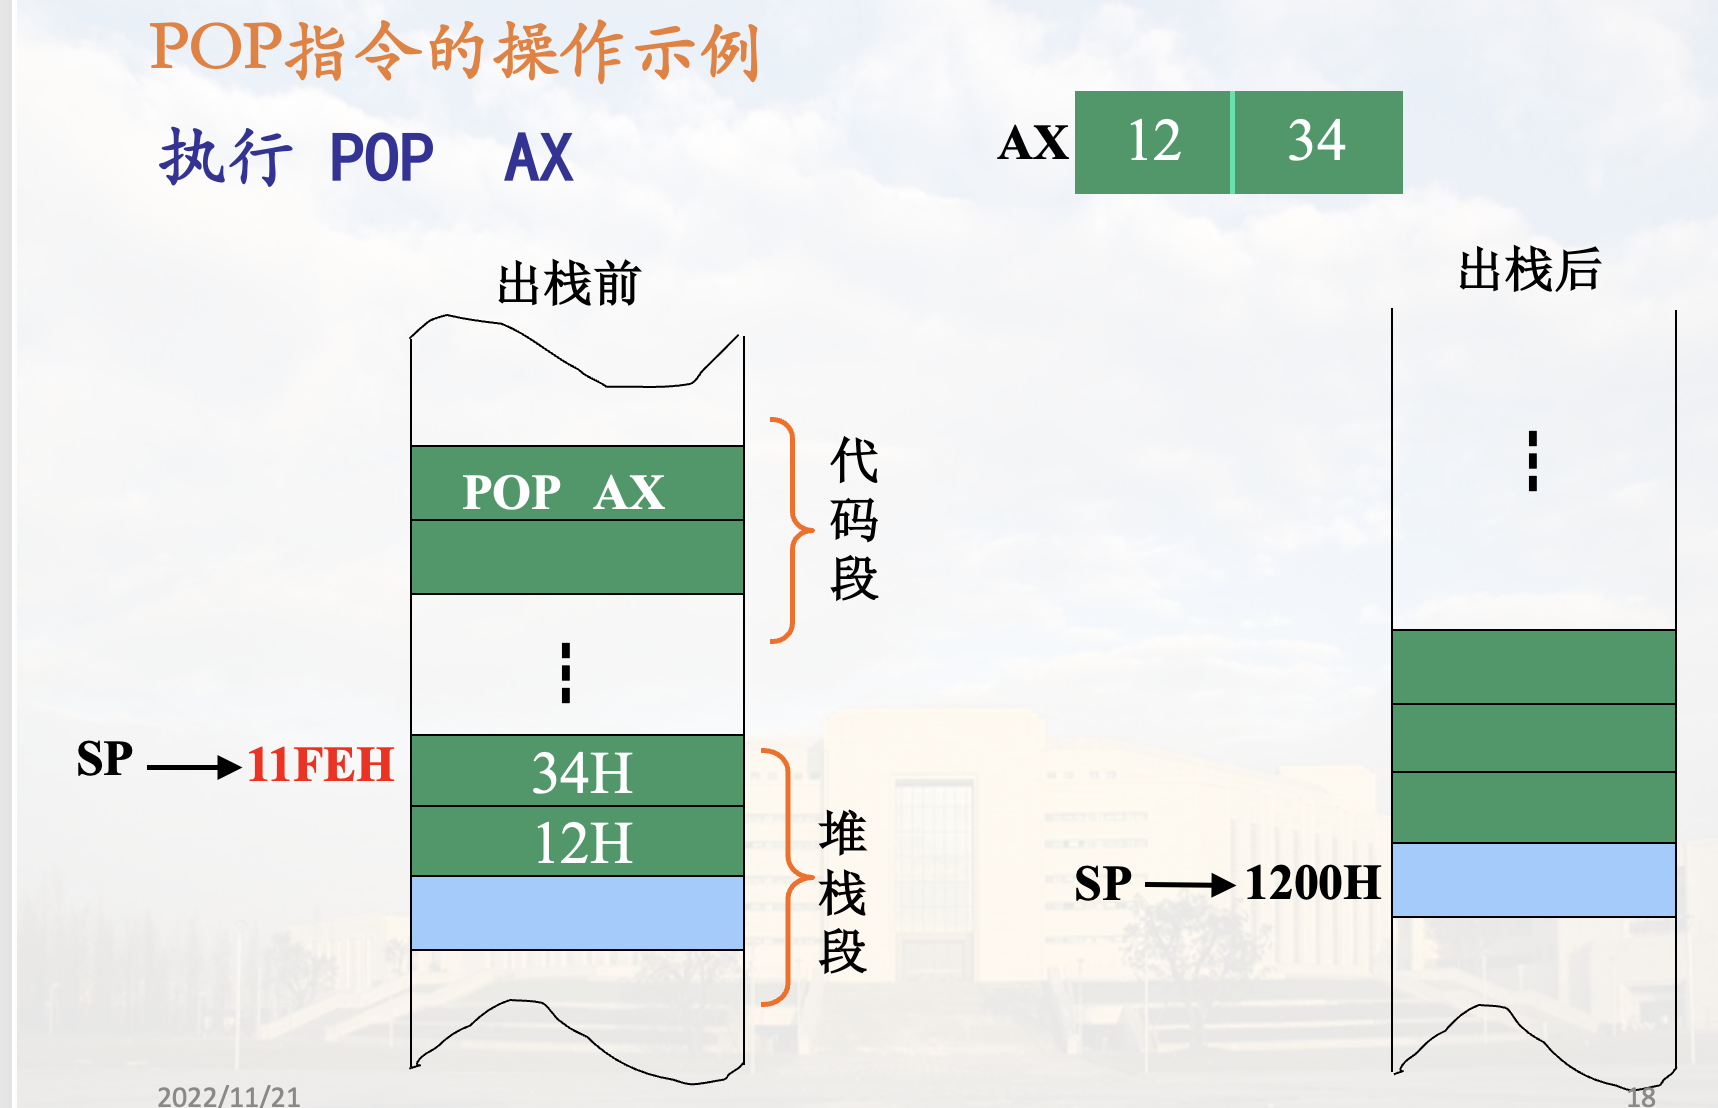 POP指令的操作示例
执行 POP AX
AX 12 34
出栈前
出栈后
POP AX
代码段
SP 11FEH 34H
12H
堆栈段
SP 1200H
2022/11/21
18